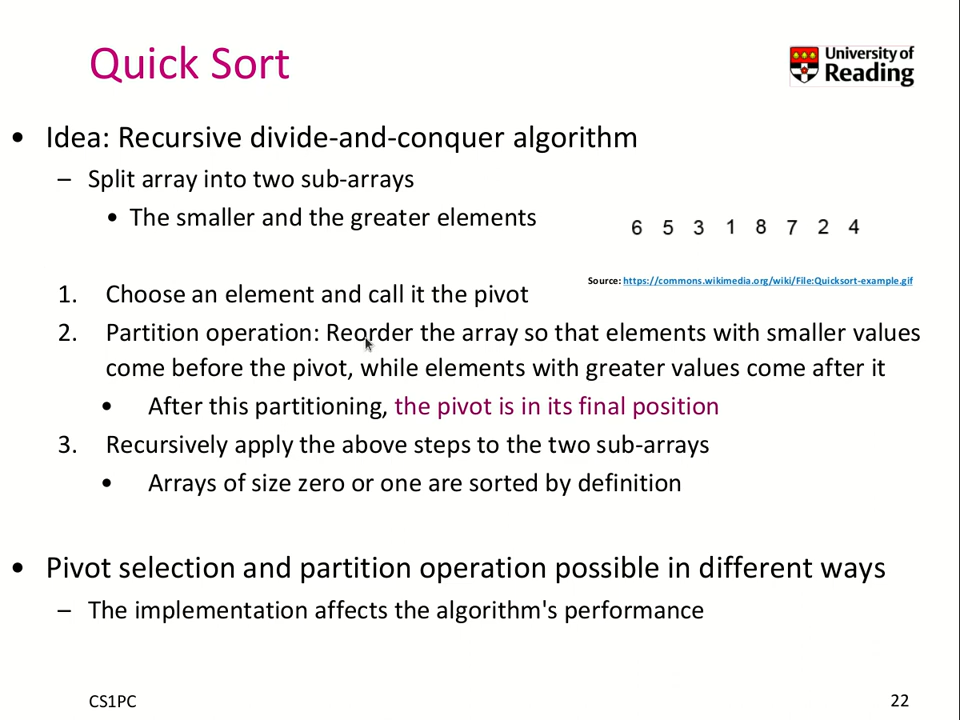 Quick Sort
University of
Reading
• Idea: Recursive divide-and-conquer algorithm
– Split array into two sub-arrays
• The smaller and the greater elements
6 5 3 1 8 7 2 4
Source: https://commons.wikimedia.org/wiki/File:Quicksort-example.gif
1. Choose an element and call it the pivot
2. Partition operation: Reorder the array so that elements with smaller values
come before the pivot, while elements with greater values come after it
• After this partitioning, the pivot is in its final position
3. Recursively apply the above steps to the two sub-arrays
• Arrays of size zero or one are sorted by definition
• Pivot selection and partition operation possible in different ways
– The implementation affects the algorithm's performance
CS1PC
22